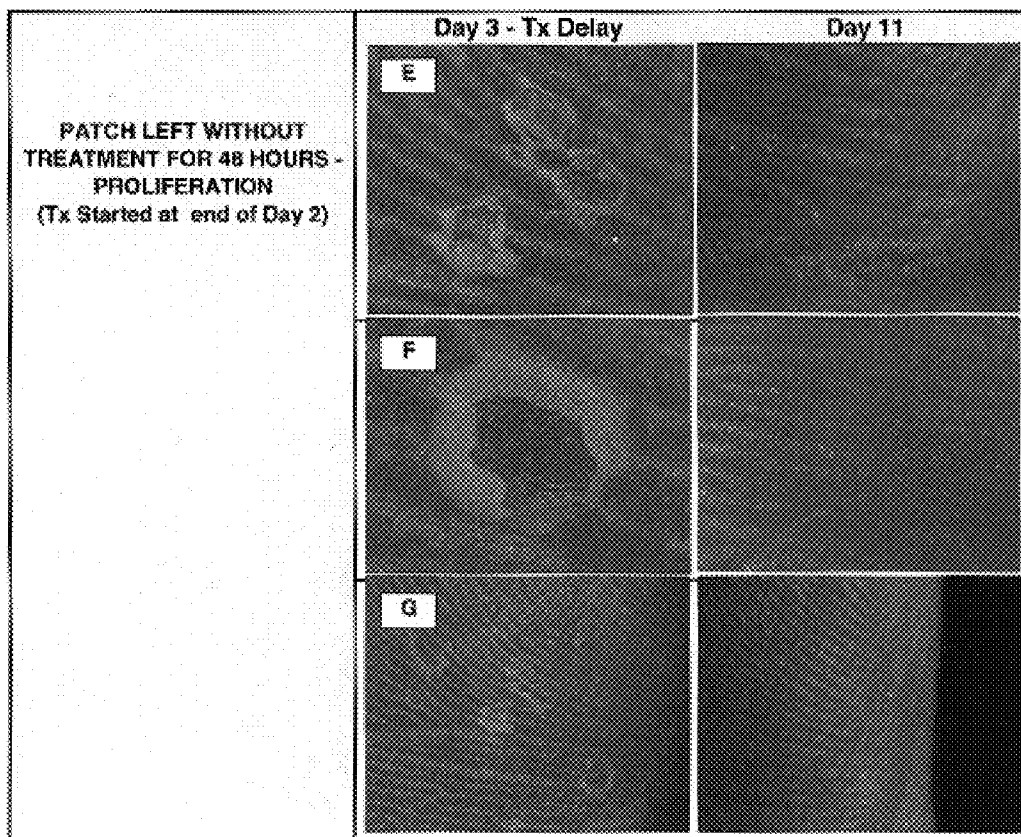 Day 3 - Tx Delay
Day 11
PATCH LEFT WITHOUT
TREATMENT FOR 48 HOURS -
PROLIFERATION
(Tx Started at end of Day 2)
E
F
G